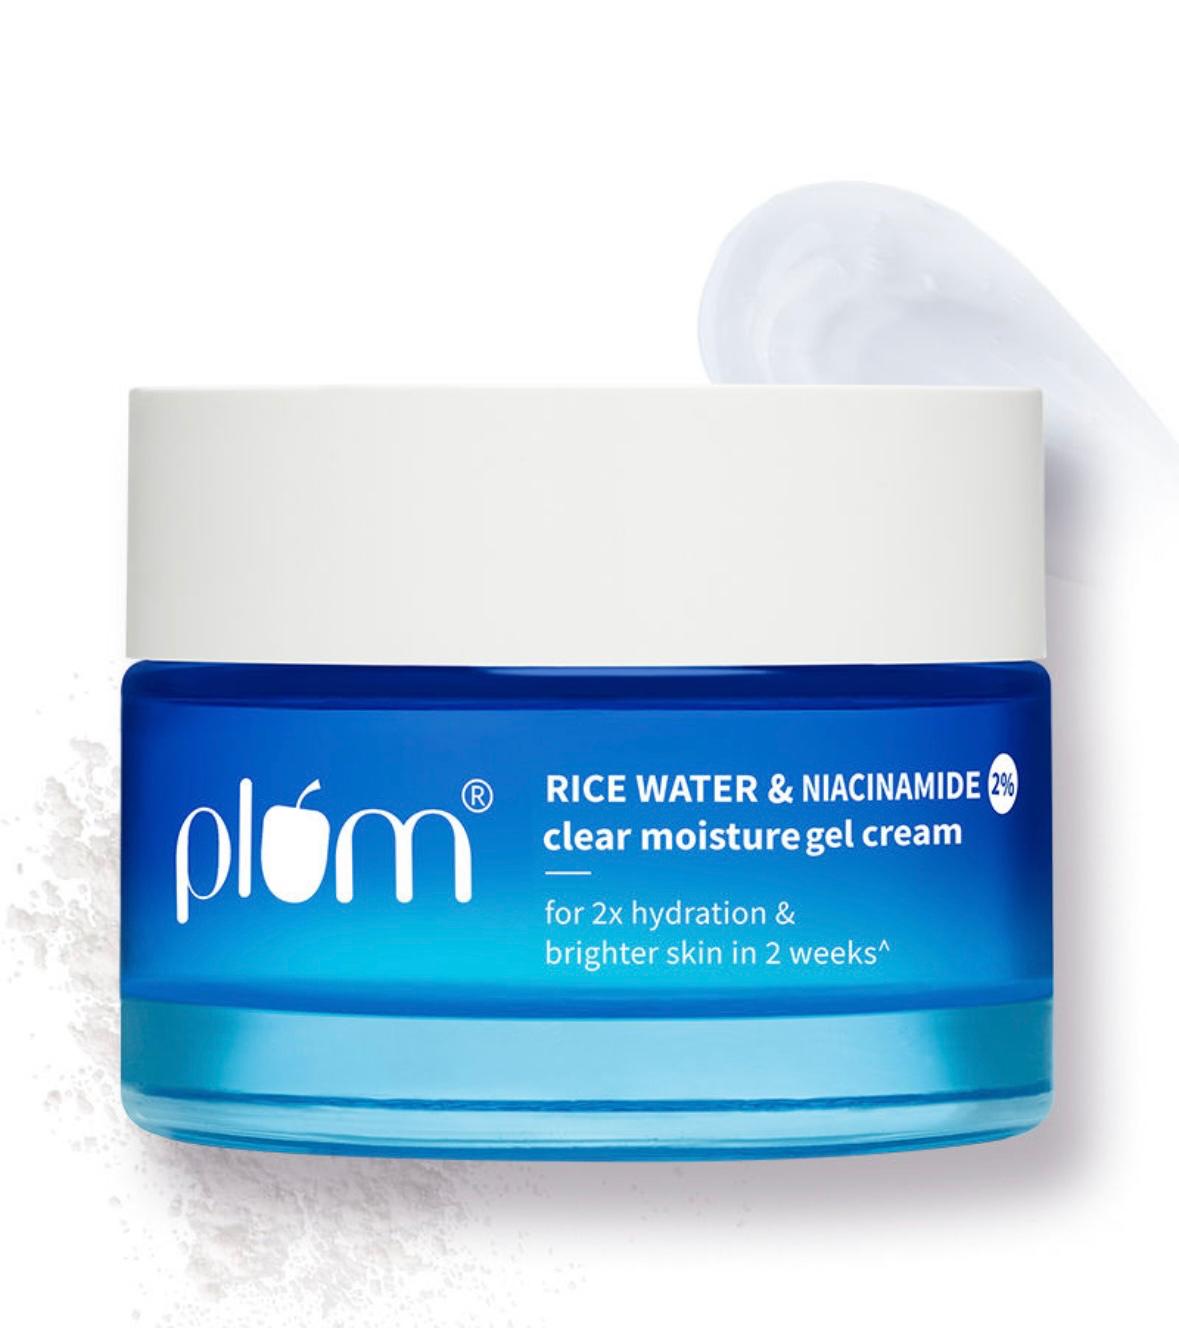 plum®
RICE WATER & NIACINAMIDE 2%
clear moisture gel cream
for 2x hydration &
brighter skin in 2 weeks^